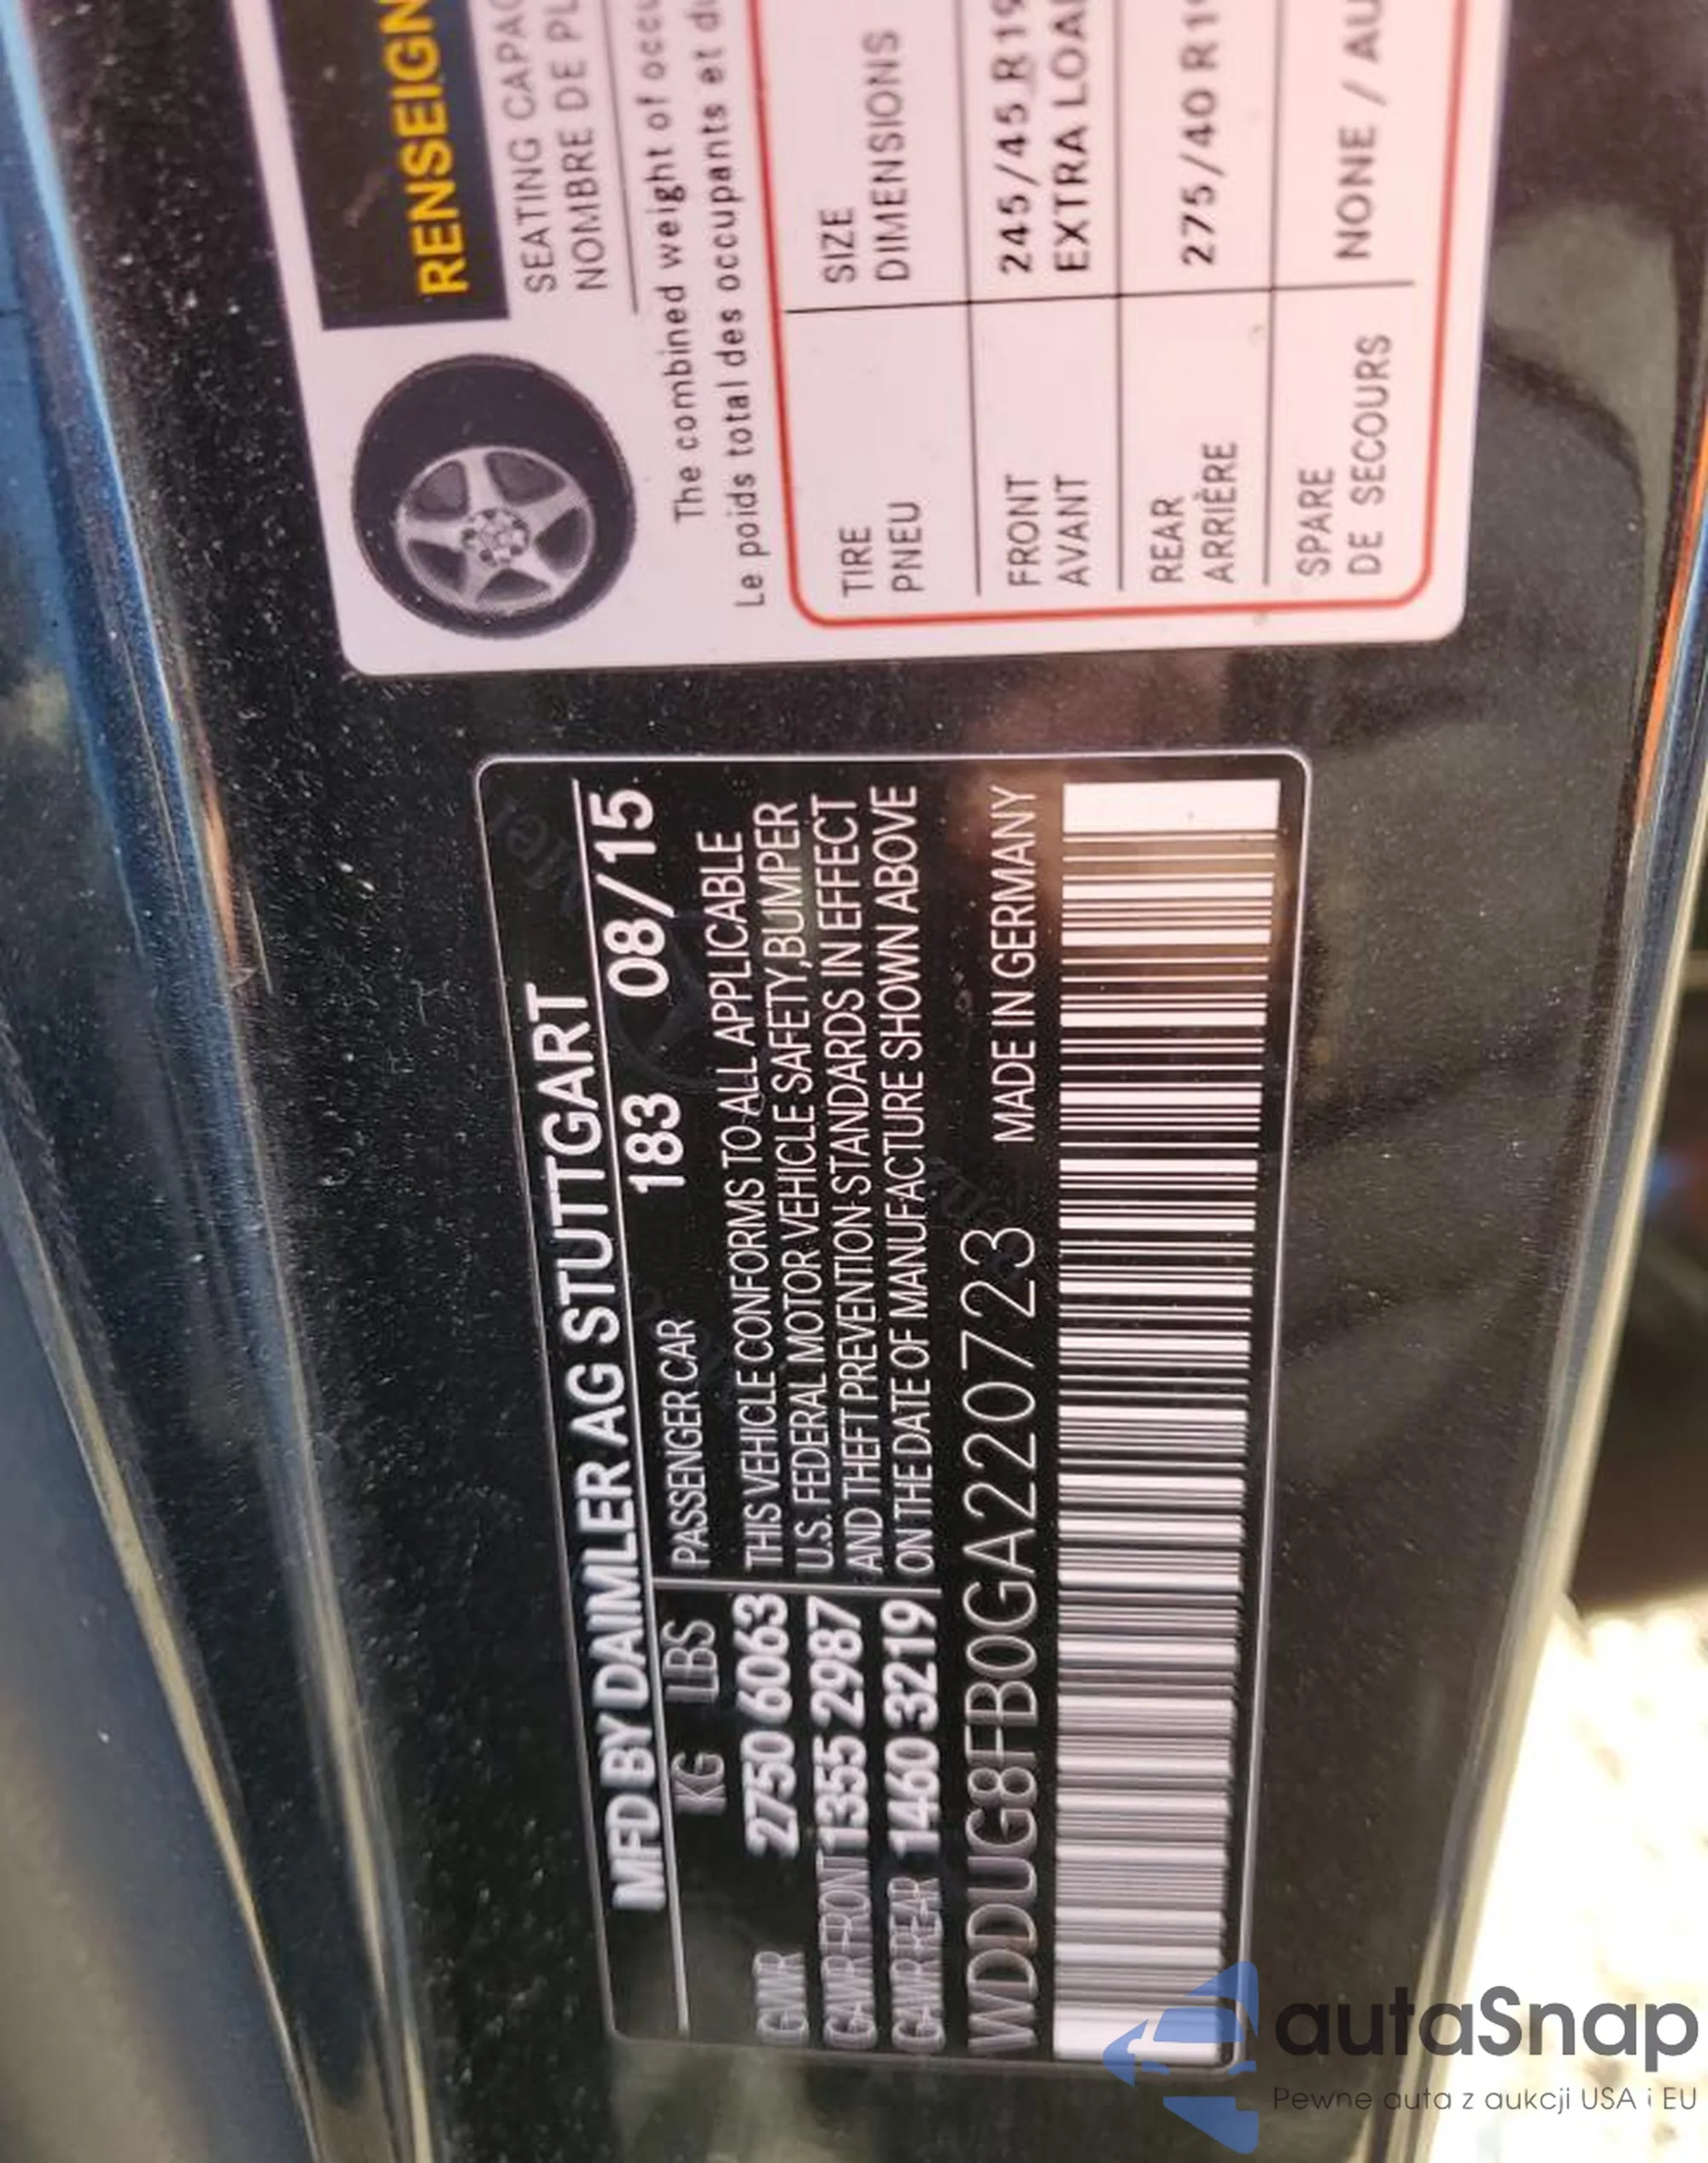 RENSEIGN
SEATING CAPAC
NOMBRE DE PL
The combined weight of occu
Le poids total des occupants et du
TIRE SIZE
PNEU DIMENSIONS
FRONT 245/45 R19
AVANT EXTRA LOAD
REAR 275/40 R19
ARRIÈRE
SPARE NONE / AU
DE SECOURS
MFD BY DAIMLER AG STUTTGART
KG LBS PASSENGER CAR 183 08/15
GWR 2750 6063 THIS VEHICLE CONFORMS TO ALL APPLICABLE
U.S. FEDERAL MOTOR VEHICLE SAFETY, BUMPER
GAWR FRONT 1355 2987 AND THEFT PREVENTION STANDARDS IN EFFECT
GAWR REAR 1460 3219 ON THE DATE OF MANUFACTURE SHOWN ABOVE
WDDUG8FB0GA220723 MADE IN GERMANY
autaSnap
Pewne auta z aukcji USA i EU